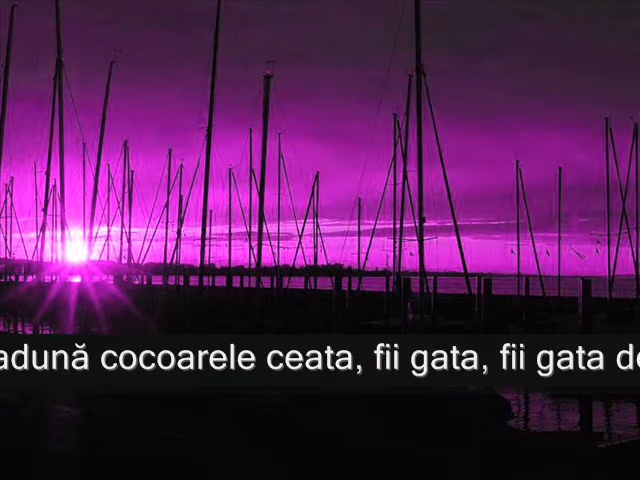 adună cocoarele ceata, fii gata, fii gata de